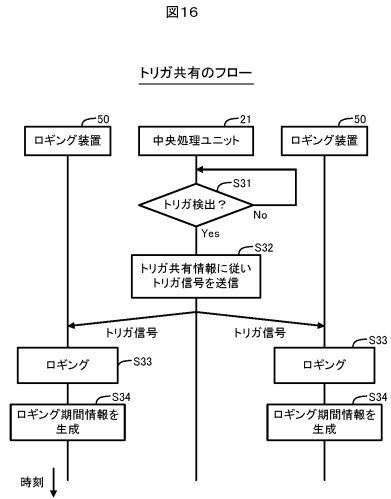 図16
トリガ共有のフロー
50
21
50
ロギング装置
中央処理ユニット
ロギング装置
S31
トリガ検出?
No
Yes
S32
トリガ共有情報に従い
トリガ信号を送信
トリガ信号
トリガ信号
S33
S33
ロギング
ロギング
S34
S34
ロギング期間情報を
生成
ロギング期間情報を
生成
時刻